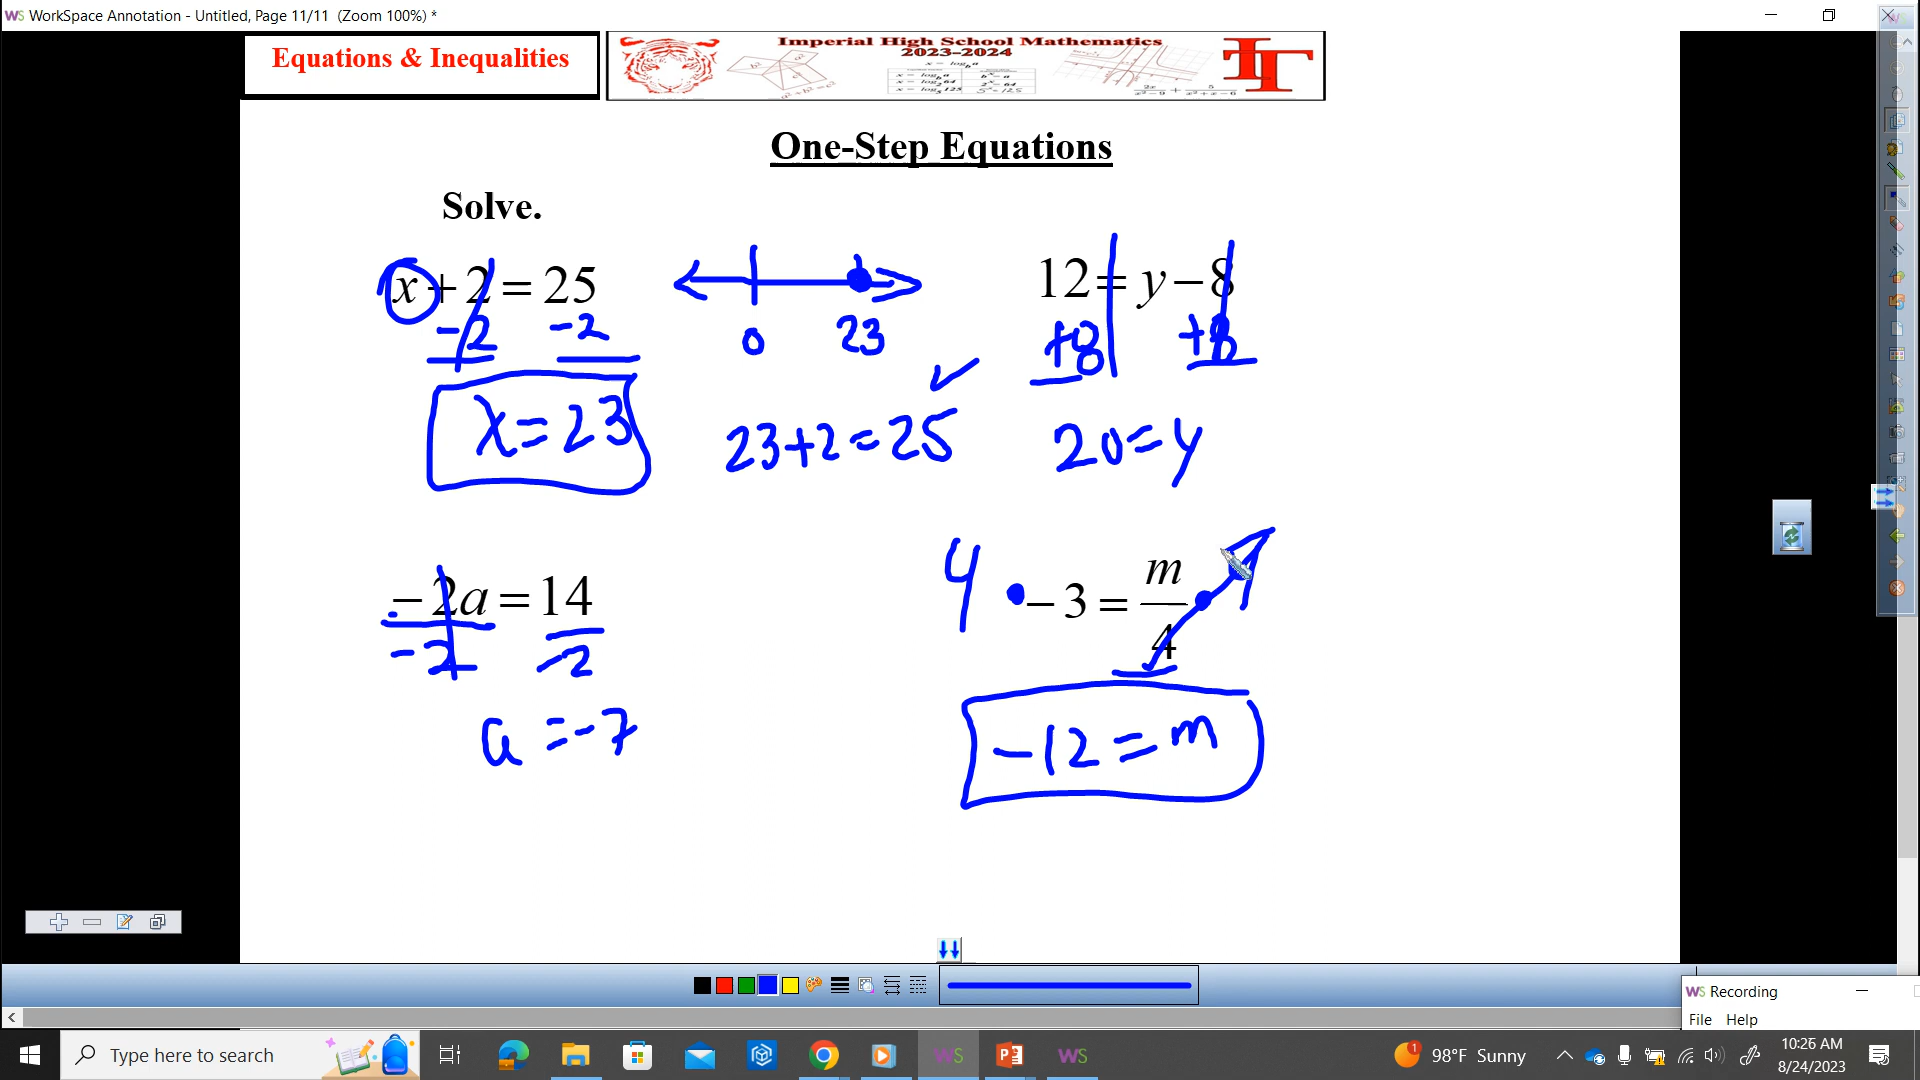 WS WorkSpace Annotation - Untitled, Page 11/11 (Zoom 100%) *
Equations & Inequalities
Imperial High School Mathematics
2023-2024
IT
One-Step Equations
Solve.
x + 2 = 25
-2 -2
x = 23
0 23
23+2=25
12 = y − 8
+8 +8
20 = y
−2a = 14
-2 -2
a = -7
4 • −3 = m/4 •
-12 = m
WS Recording
File Help
Type here to search
98°F Sunny
10:26 AM
8/24/2023